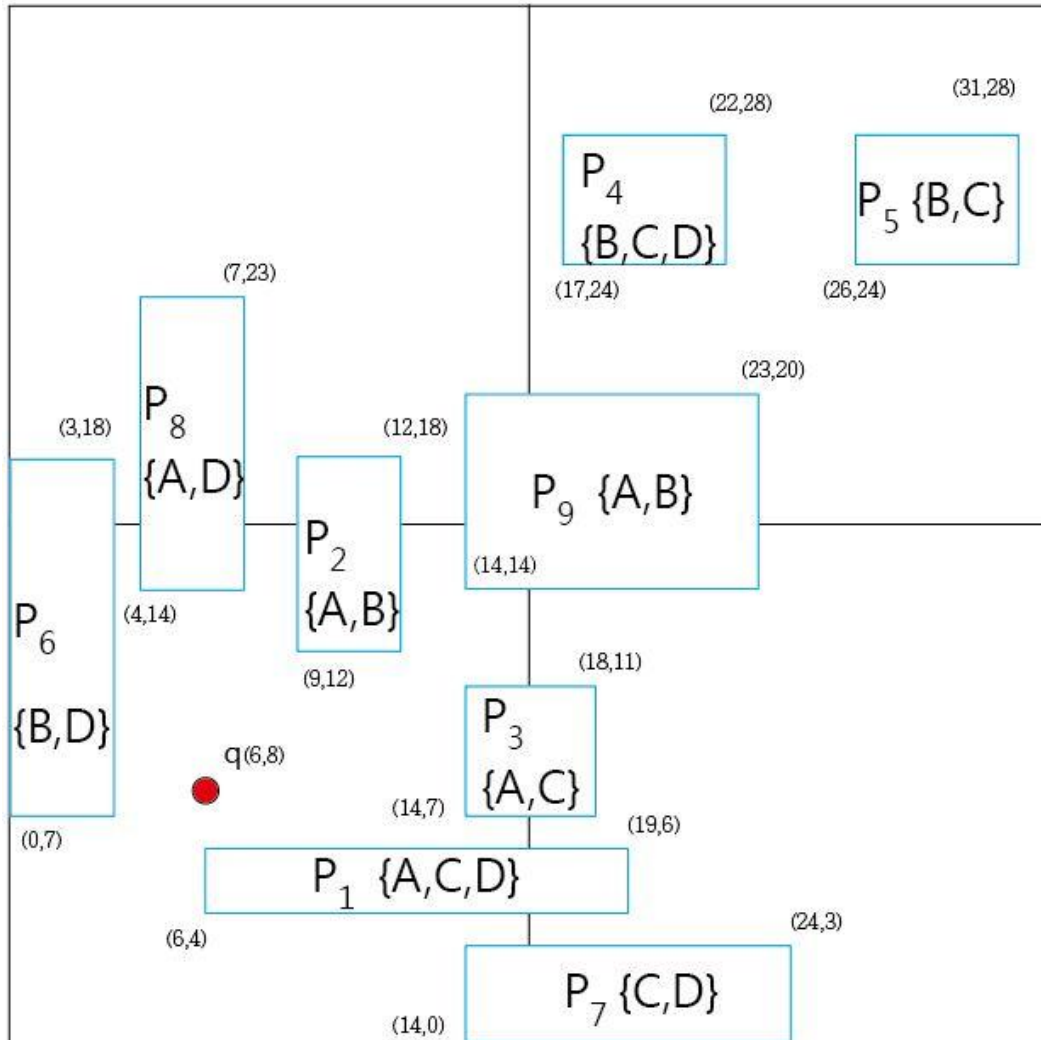 (22,28)
(31,28)
P4
{B,C,D}
P5 {B,C}
(17,24)
(26,24)
(7,23)
P8
{A,D}
(3,18)
(12,18)
(23,20)
P9 {A,B}
P2
{A,B}
(14,14)
(4,14)
P6
{B,D}
(9,12)
(18,11)
P3
{A,C}
q(6,8)
(14,7)
(0,7)
(19,6)
P1 {A,C,D}
(6,4)
(24,3)
P7 {C,D}
(14,0)